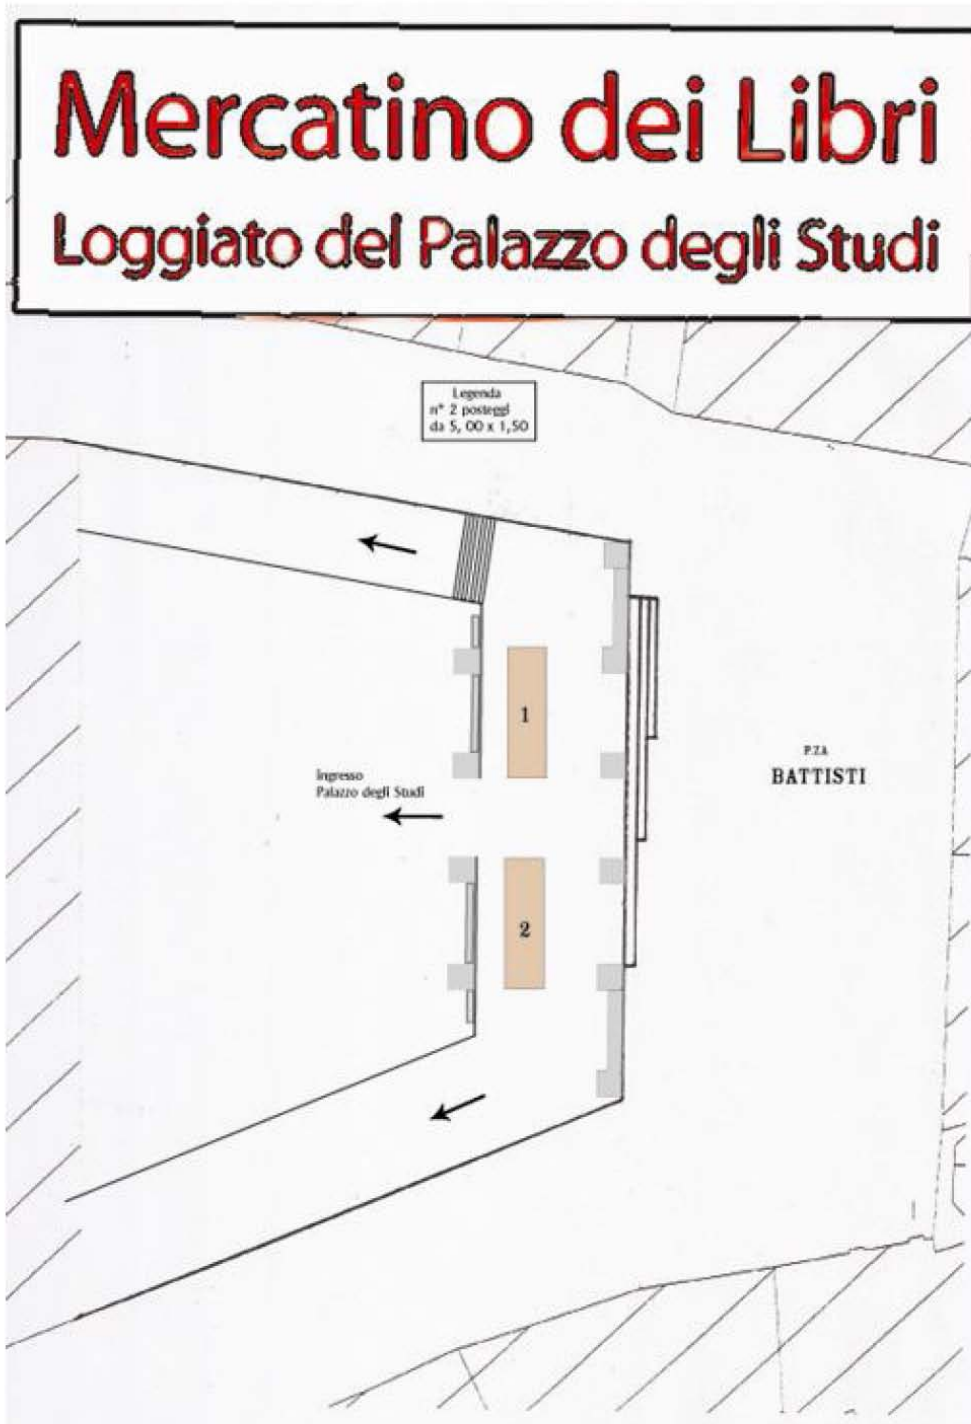 Mercatino dei Libri
Loggiato del Palazzo degli Studi
Legenda
n° 2 posteggi
da 5, 00 x 1,50
1
ingresso
Palazzo degli Studi
P.ZA
BATTISTI
2